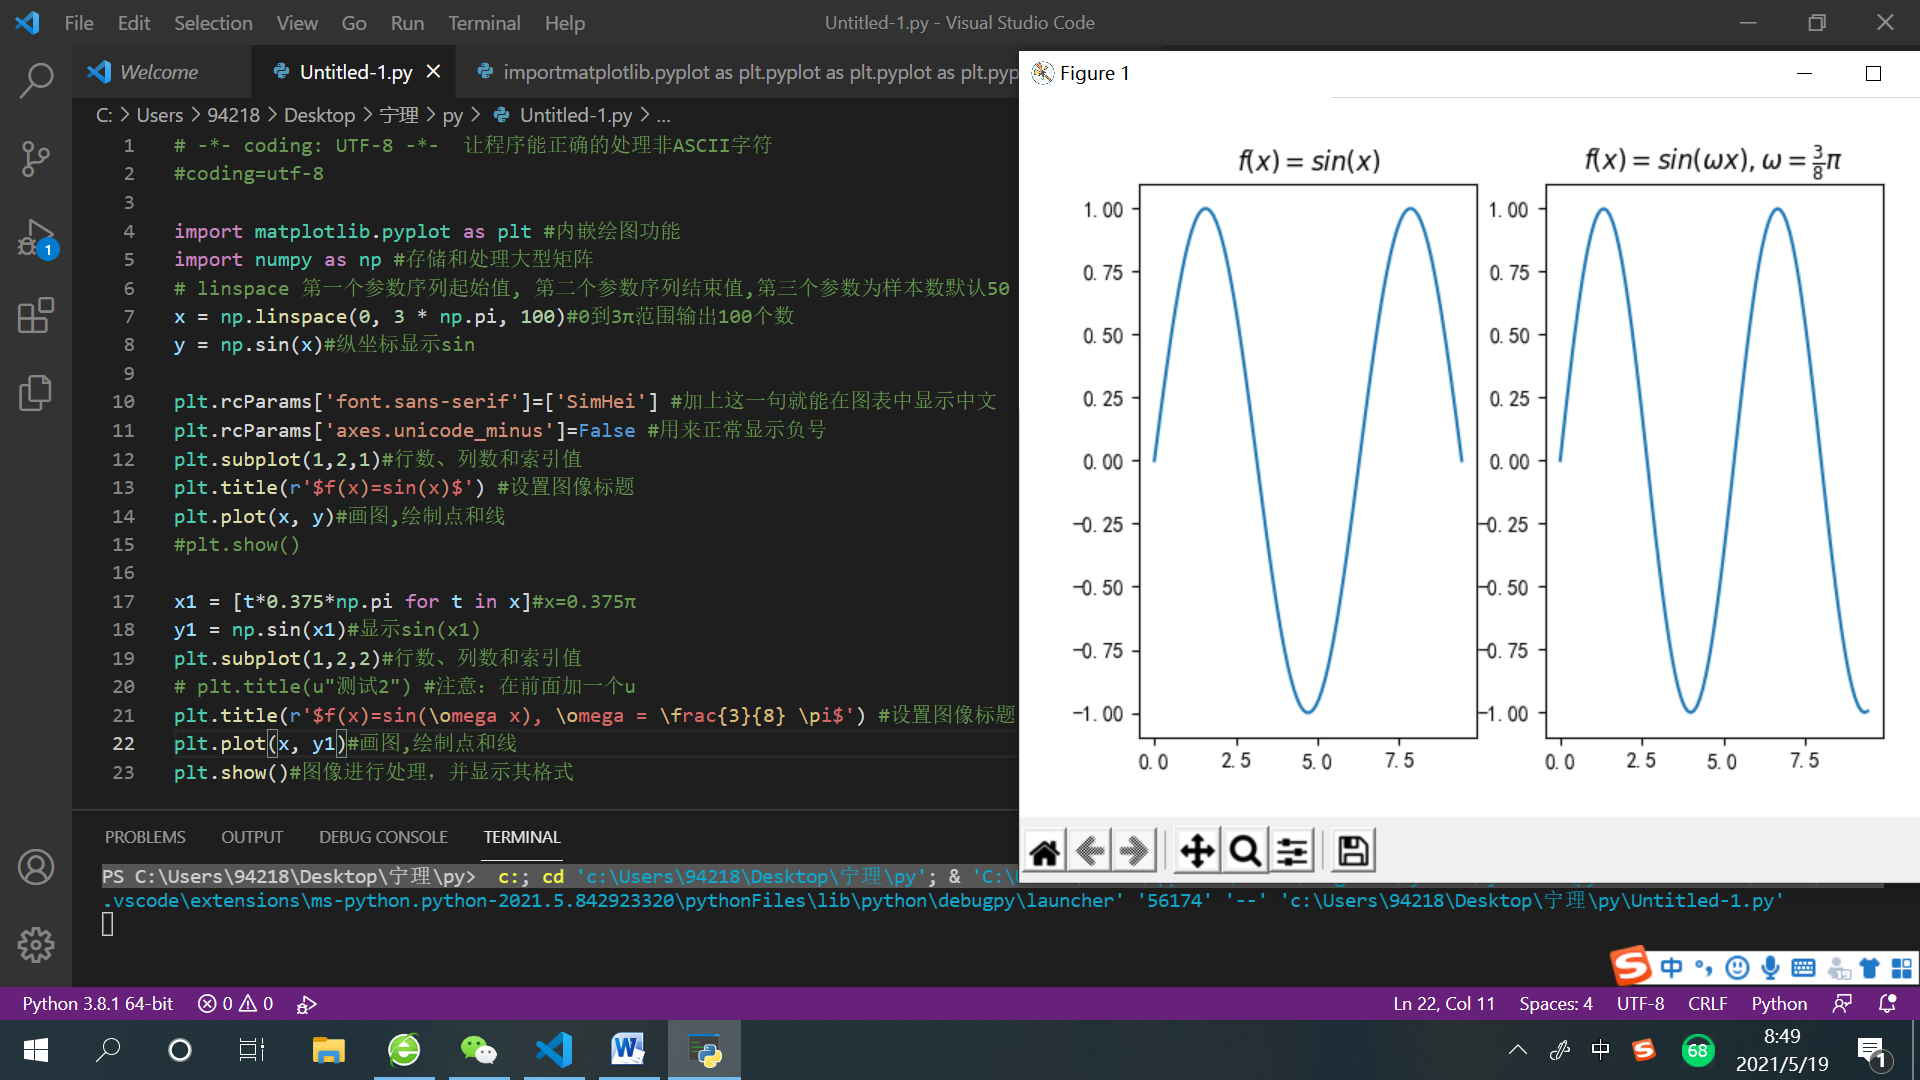 File Edit Selection View Go Run Terminal Help
Untitled-1.py - Visual Studio Code
Welcome
Untitled-1.py
importmatplotlib.pyplot as plt.pyplot as plt.pyplot as plt.pyp
C: > Users > 94218 > Desktop > 宁理 > py > Untitled-1.py > ...
1 # -*- coding: UTF-8 -*-  让程序能正确的处理非ASCII字符
2 #coding=utf-8
3
4 import matplotlib.pyplot as plt #内嵌绘图功能
5 import numpy as np #存储和处理大型矩阵
6 # linspace 第一个参数序列起始值, 第二个参数序列结束值,第三个参数为样本数默认50
7 x = np.linspace(0, 3 * np.pi, 100)#0到3π范围输出100个数
8 y = np.sin(x)#纵坐标显示sin
9
10 plt.rcParams['font.sans-serif']=['SimHei'] #加上这一句就能在图表中显示中文
11 plt.rcParams['axes.unicode_minus']=False #用来正常显示负号
12 plt.subplot(1,2,1)#行数、列数和索引值
13 plt.title(r'$f(x)=sin(x)$') #设置图像标题
14 plt.plot(x, y)#画图,绘制点和线
15 #plt.show()
16
17 x1 = [t*0.375*np.pi for t in x]#x=0.375π
18 y1 = np.sin(x1)#显示sin(x1)
19 plt.subplot(1,2,2)#行数、列数和索引值
20 # plt.title(u"测试2") #注意：在前面加一个u
21 plt.title(r'$f(x)=sin(\omega x), \omega = \frac{3}{8} \pi$') #设置图像标题
22 plt.plot(x, y1)#画图,绘制点和线
23 plt.show()#图像进行处理，并显示其格式
1
Figure 1
f(x) = sin(x)
1.00
0.75
0.50
0.25
0.00
−0.25
−0.50
−0.75
−1.00
0.0 2.5 5.0 7.5
f(x) = sin(ωx), ω = 3/8 π
1.00
0.75
0.50
0.25
0.00
−0.25
−0.50
−0.75
−1.00
0.0 2.5 5.0 7.5
PROBLEMS OUTPUT DEBUG CONSOLE TERMINAL
PS C:\Users\94218\Desktop\宁理\py>  c:; cd 'c:\Users\94218\Desktop\宁理\py'; & 'C:\
.vscode\extensions\ms-python.python-2021.5.842923320\pythonFiles\lib\python\debugpy\launcher' '56174' '--' 'c:\Users\94218\Desktop\宁理\py\Untitled-1.py'
S 中 19
Python 3.8.1 64-bit 0 0
Ln 22, Col 11 Spaces: 4 UTF-8 CRLF Python
W 中 S 68
8:49
2021/5/19
1